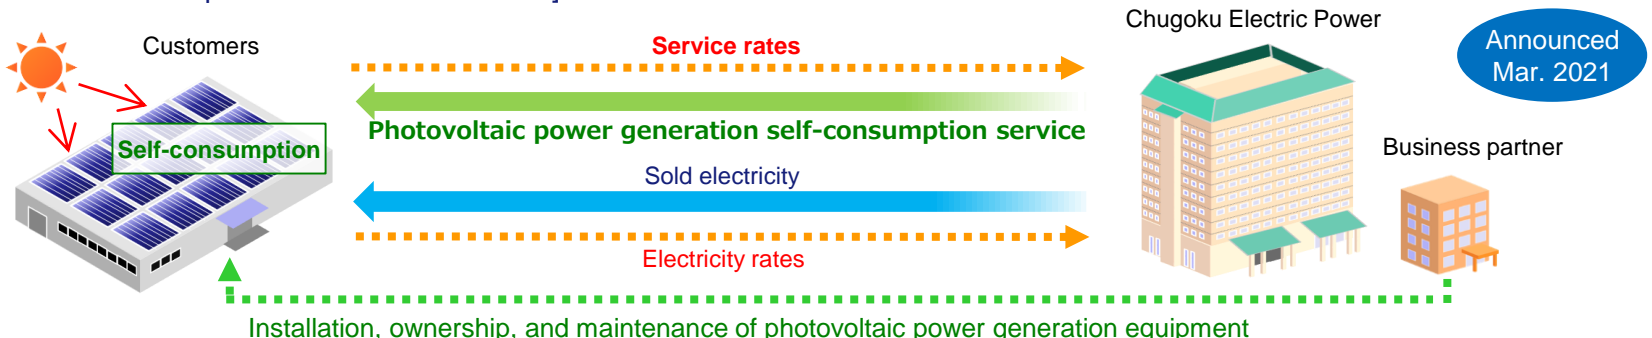 Customers
Service rates
Chugoku Electric Power
Announced
Mar. 2021
Photovoltaic power generation self-consumption service
Self-consumption
Business partner
Sold electricity
Electricity rates
Installation, ownership, and maintenance of photovoltaic power generation equipment